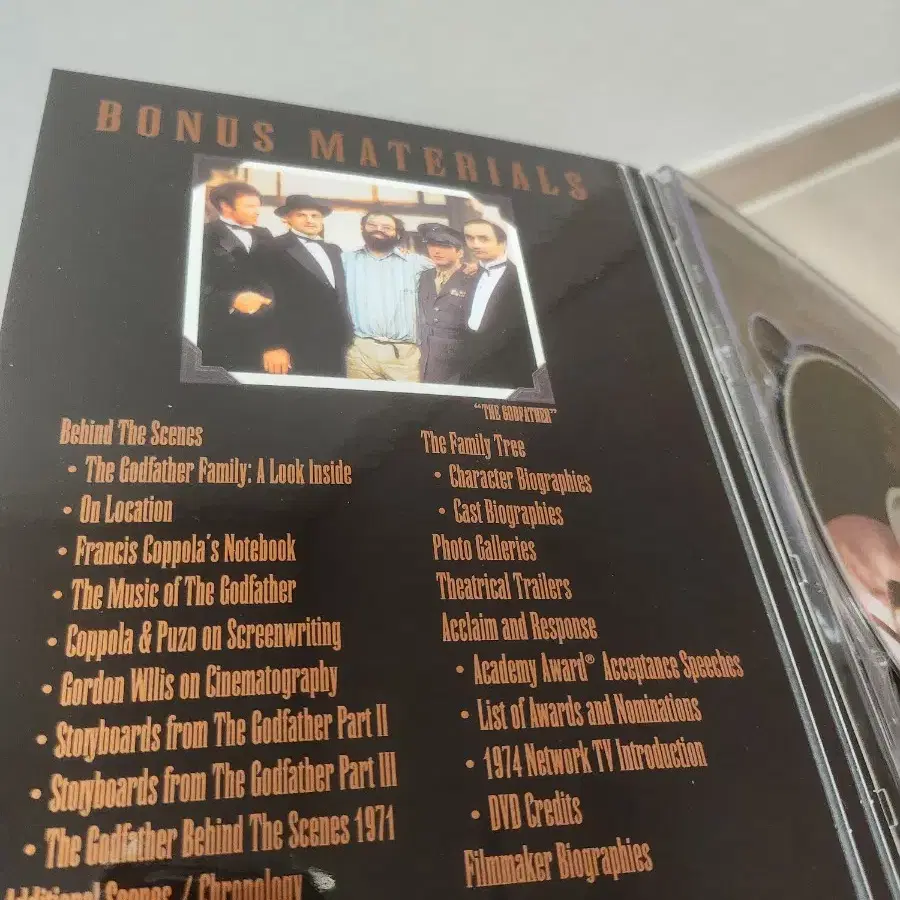 BONUS MATERIALS
"THE GODFATHER"
Behind The Scenes
• The Godfather Family: A Look Inside
• On Location
• Francis Coppola's Notebook
• The Music of The Godfather
• Coppola & Puzo on Screenwriting
• Gordon Wllis on Cinematography
• Storyboards from The Godfather Part II
• Storyboards from The Godfather Part III
• The Godfather Behind The Scenes 1971
Additional Scenes / Chronology
The Family Tree
• Character Biographies
• Cast Biographies
Photo Galleries
Theatrical Trailers
Acclaim and Response
• Academy Award® Acceptance Speeches
• List of Awards and Nominations
• 1974 Network TV Introduction
• DVD Credits
Filmmaker Biographies